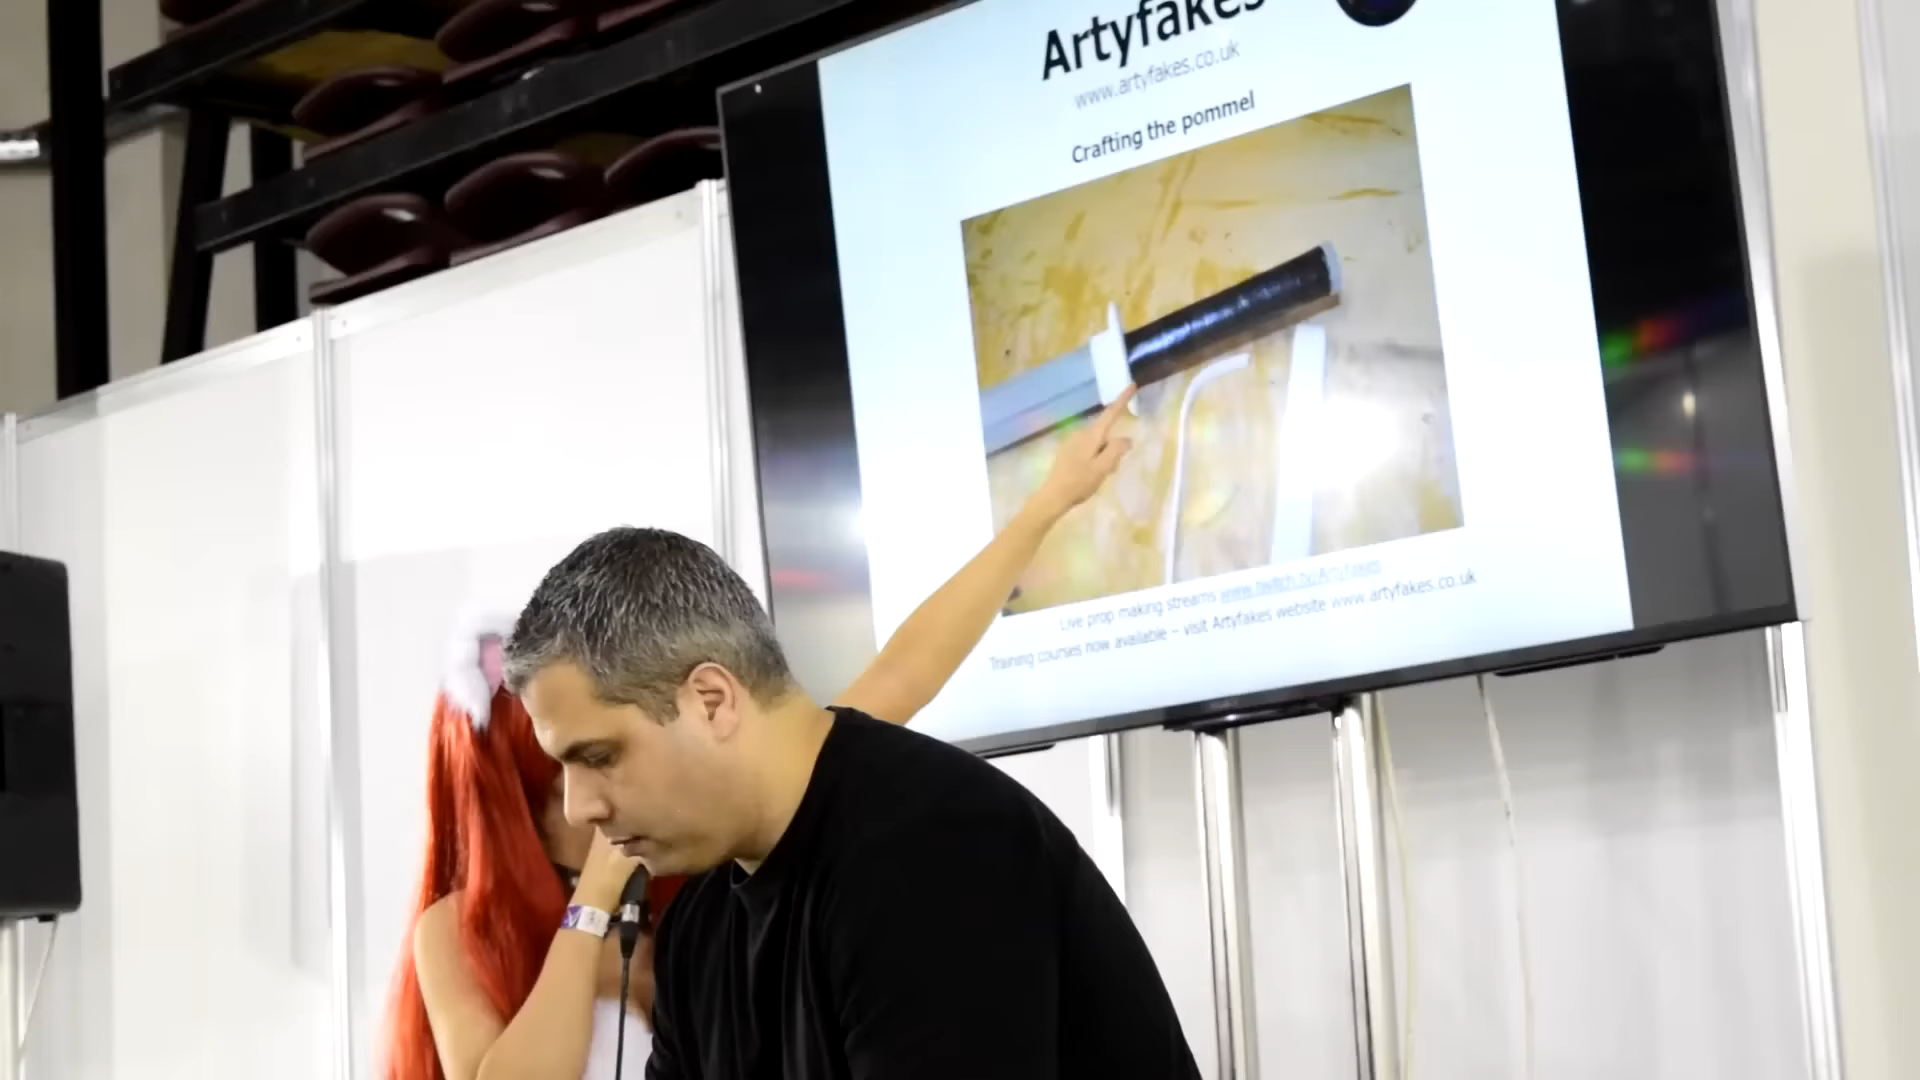 Artyfakes
www.artyfakes.co.uk
Crafting the pommel
Live prop making streams www.twitch.tv/Artyfakes
Training courses now available – visit Artyfakes website www.artyfakes.co.uk